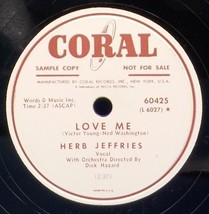 CORAL
SAMPLE COPY NOT FOR SALE
MANUFACTURED BY CORAL RECORDS, INC., NEW YORK, U.S.A.
Words & Music Inc.
Time 2:37 (ASCAP)
60425
(L 6027) ★
LOVE ME
(Victor Young-Ned Washington)
HERB JEFFRIES
Vocal
With Orchestra Directed By
Dick Hazard